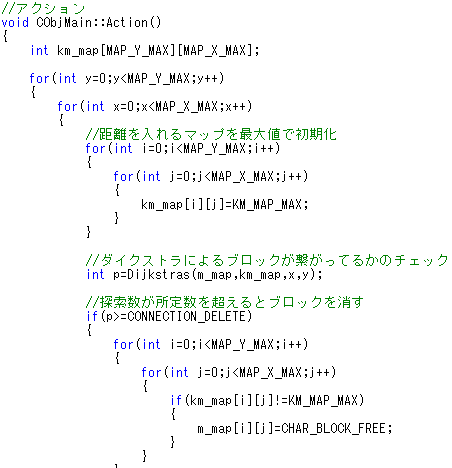 //アクション
void CObjMain::Action()
{
    int km_map[MAP_Y_MAX][MAP_X_MAX];

    for(int y=0;y<MAP_Y_MAX;y++)
    {
        for(int x=0;x<MAP_X_MAX;x++)
        {
            //距離を入れるマップを最大値で初期化
            for(int i=0;i<MAP_Y_MAX;i++)
            {
                for(int j=0;j<MAP_X_MAX;j++)
                {
                    km_map[i][j]=KM_MAP_MAX;
                }
            }

            //ダイクストラによるブロックが繋がってるかのチェック
            int p=Dijkstras(m_map,km_map,x,y);

            //探索数が所定数を超えるとブロックを消す
            if(p>=CONNECTION_DELETE)
            {
                for(int i=0;i<MAP_Y_MAX;i++)
                {
                    for(int j=0;j<MAP_X_MAX;j++)
                    {
                        if(km_map[i][j]!=KM_MAP_MAX)
                        {
                            m_map[i][j]=CHAR_BLOCK_FREE;
                        }
                    }
                }